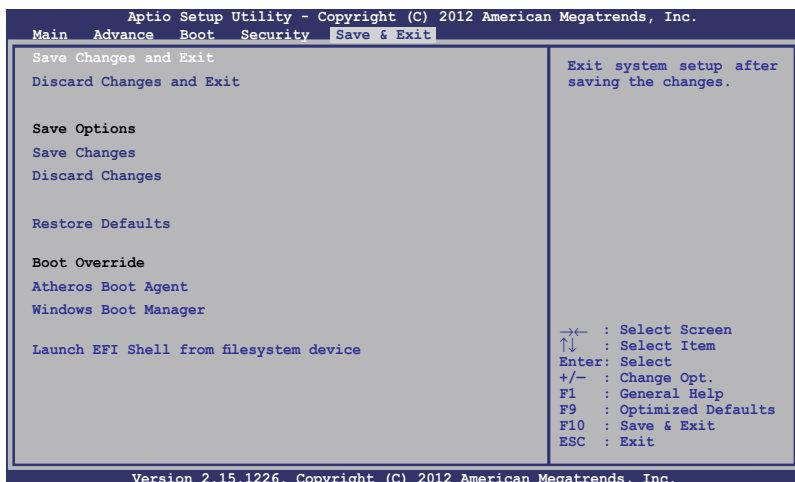 Aptio Setup Utility - Copyright (C) 2012 American Megatrends, Inc.
Main Advance Boot Security Save & Exit
Save Changes and Exit
Discard Changes and Exit
Save Options
Save Changes
Discard Changes
Restore Defaults
Boot Override
Atheros Boot Agent
Windows Boot Manager
Launch EFI Shell from filesystem device
Exit system setup after
saving the changes.
→← : Select Screen
↑↓ : Select Item
Enter: Select
+/— : Change Opt.
F1 : General Help
F9 : Optimized Defaults
F10 : Save & Exit
ESC : Exit
Version 2.15.1226. Copyright (C) 2012 American Megatrends, Inc.